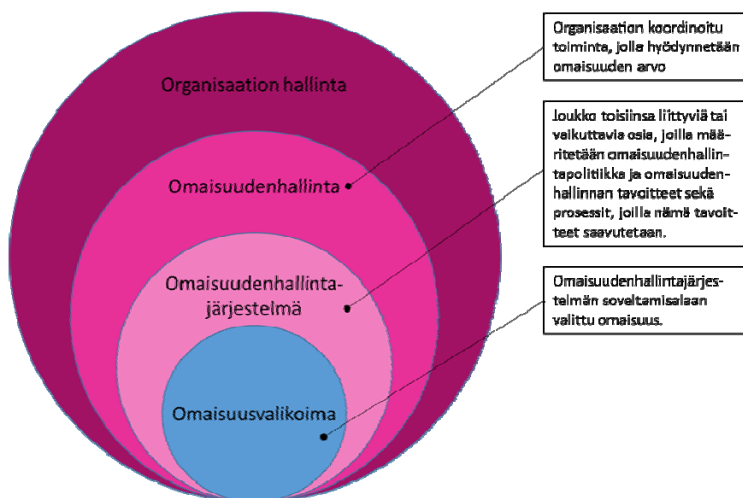 Organisaation hallinta
Omaisuudenhallinta
Omaisuudenhallinta-
järjestelmä
Omaisuusvalikoima
Organisaation koordinoitu
toiminta, jolla hyödynnetään
omaisuuden arvo
Joukko toisiinsa liittyviä tai
vaikuttavia osia, joilla mää-
ritetään omaisuudenhallin-
tapolitiikka ja omaisuuden-
hallinnan tavoitteet sekä
prosessit, joilla nämä tavoit-
teet saavutetaan.
Omaisuudenhallintajärjes-
telmän soveltamisalaan
valittu omaisuus.